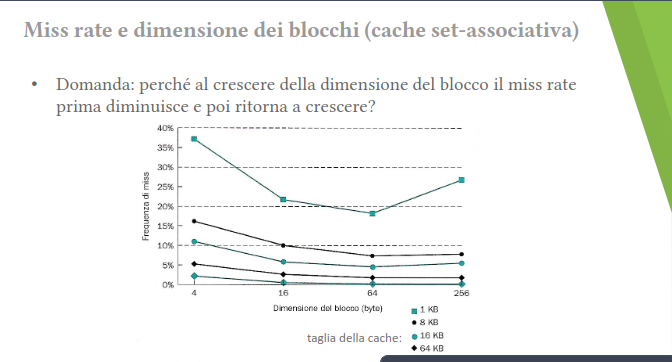 Miss rate e dimensione dei blocchi (cache set-associativa)
• Domanda: perché al crescere della dimensione del blocco il miss rate
prima diminuisce e poi ritorna a crescere?
40%
35%
30%
25%
20%
15%
10%
5%
0%
Frequenza di miss
4 16 64 256
Dimensione del blocco (byte)
taglia della cache:
1 KB
8 KB
16 KB
64 KB